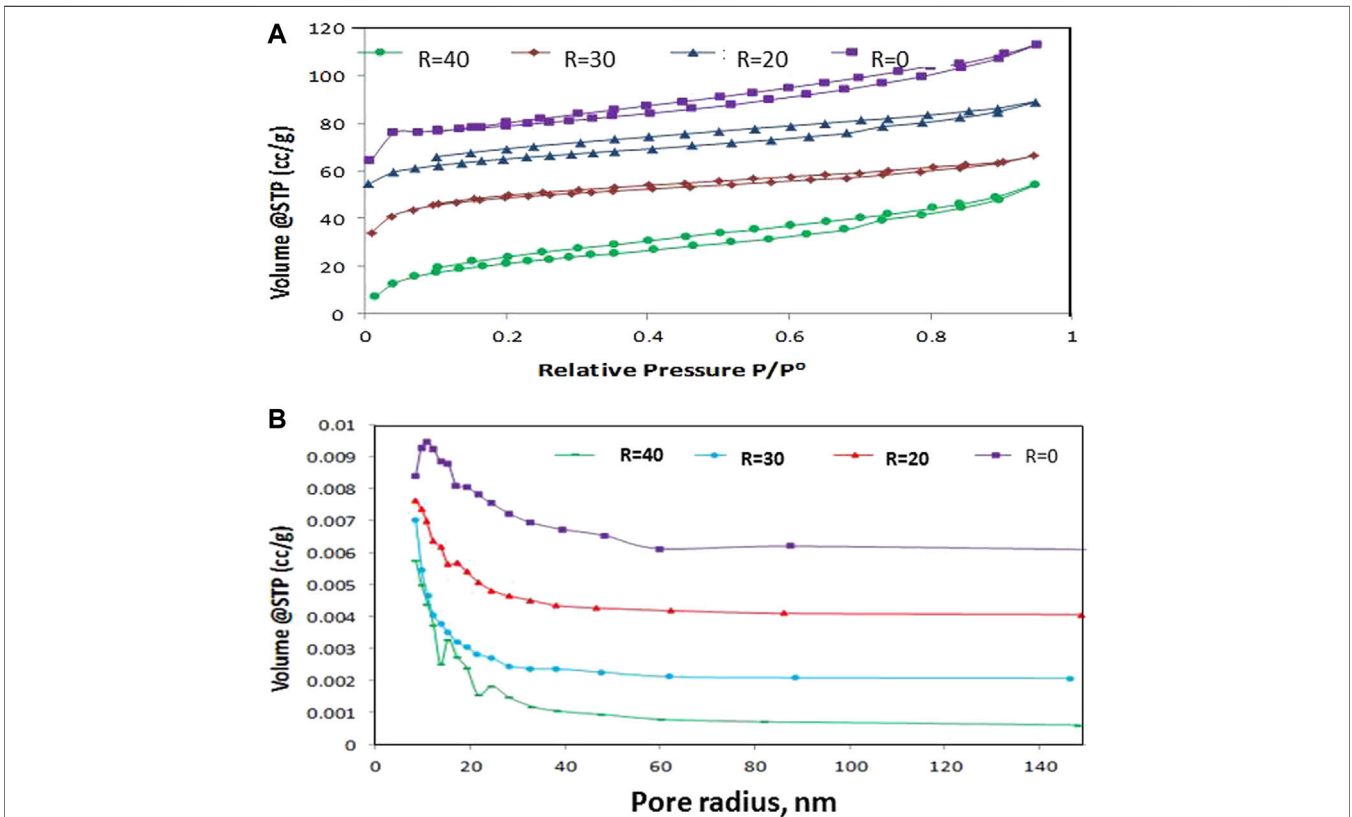 A
120
100
80
60
40
20
0
Volume @STP (cc/g)
R=40 R=30 : R=20 R=0
0 0.2 0.4 0.6 0.8 1
Relative Pressure P/P⁰
B
0.01
0.009
0.008
0.007
0.006
0.005
0.004
0.003
0.002
0.001
0
Volume @STP (cc/g)
R=40 R=30 R=20 R=0
0 20 40 60 80 100 120 140
Pore radius, nm